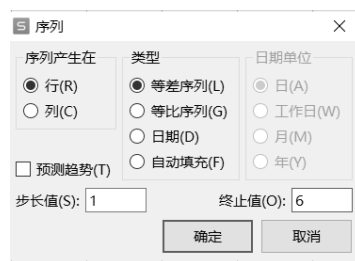 S 序列
序列产生在 类型 日期单位
行(R) 等差序列(L) 日(A)
列(C) 等比序列(G) 工作日(W)
日期(D) 月(M)
预测趋势(T) 自动填充(F) 年(Y)
步长值(S): 1 终止值(O): 6
确定 取消